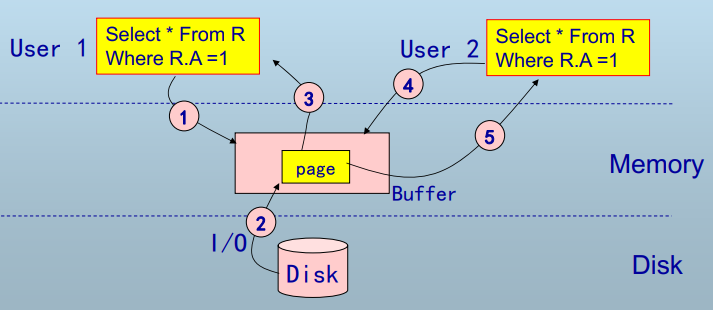 User 1
Select * From R
Where R.A =1
User 2
Select * From R
Where R.A =1
3
4
1
5
page
Memory
Buffer
2
I/O
Disk
Disk